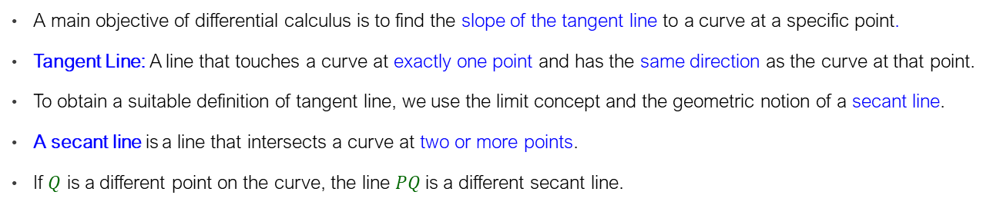 • A main objective of differential calculus is to find the slope of the tangent line to a curve at a specific point.
• Tangent Line: A line that touches a curve at exactly one point and has the same direction as the curve at that point.
• To obtain a suitable definition of tangent line, we use the limit concept and the geometric notion of a secant line.
• A secant line is a line that intersects a curve at two or more points.
• If Q is a different point on the curve, the line PQ is a different secant line.